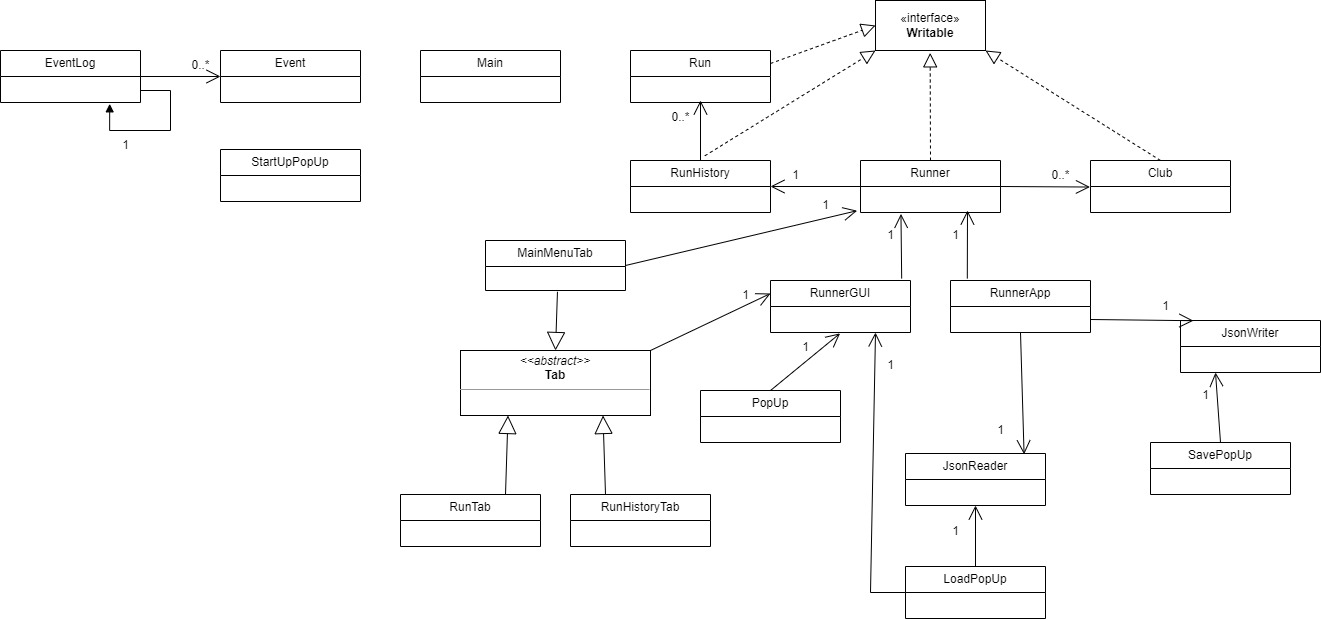 «interface»
Writable
EventLog
0..*
Event
Main
Run
1
0..*
StartUpPopUp
RunHistory
1
Runner
0..*
Club
1
MainMenuTab
1
1
1
RunnerGUI
RunnerApp
1
JsonWriter
<<abstract>>
Tab
1
1
PopUp
1
1
JsonReader
SavePopUp
RunTab
RunHistoryTab
1
LoadPopUp